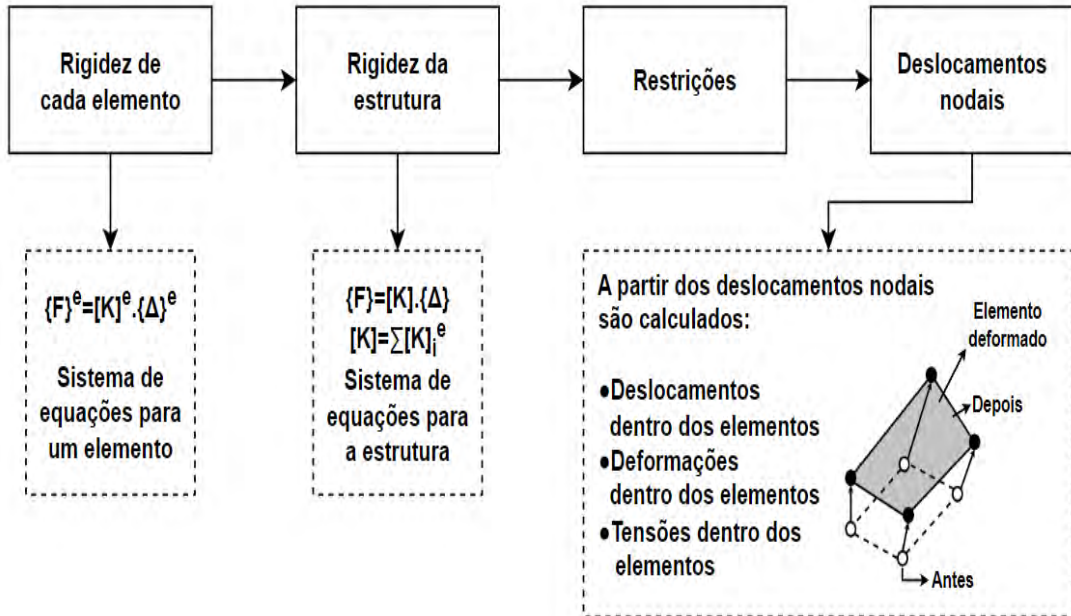 Rigidez de
cada elemento
Rigidez da
estrutura
Restrições
Deslocamentos
nodais
{F}ᵉ=[K]ᵉ.{Δ}ᵉ
Sistema de
equações para
um elemento
{F}=[K].{Δ}
[K]=∑[K]ᵢᵉ
Sistema de
equações para
a estrutura
A partir dos deslocamentos nodais
são calculados:
●Deslocamentos
dentro dos elementos
●Deformações
dentro dos elementos
●Tensões dentro dos
elementos
Elemento
deformado
Depois
Antes